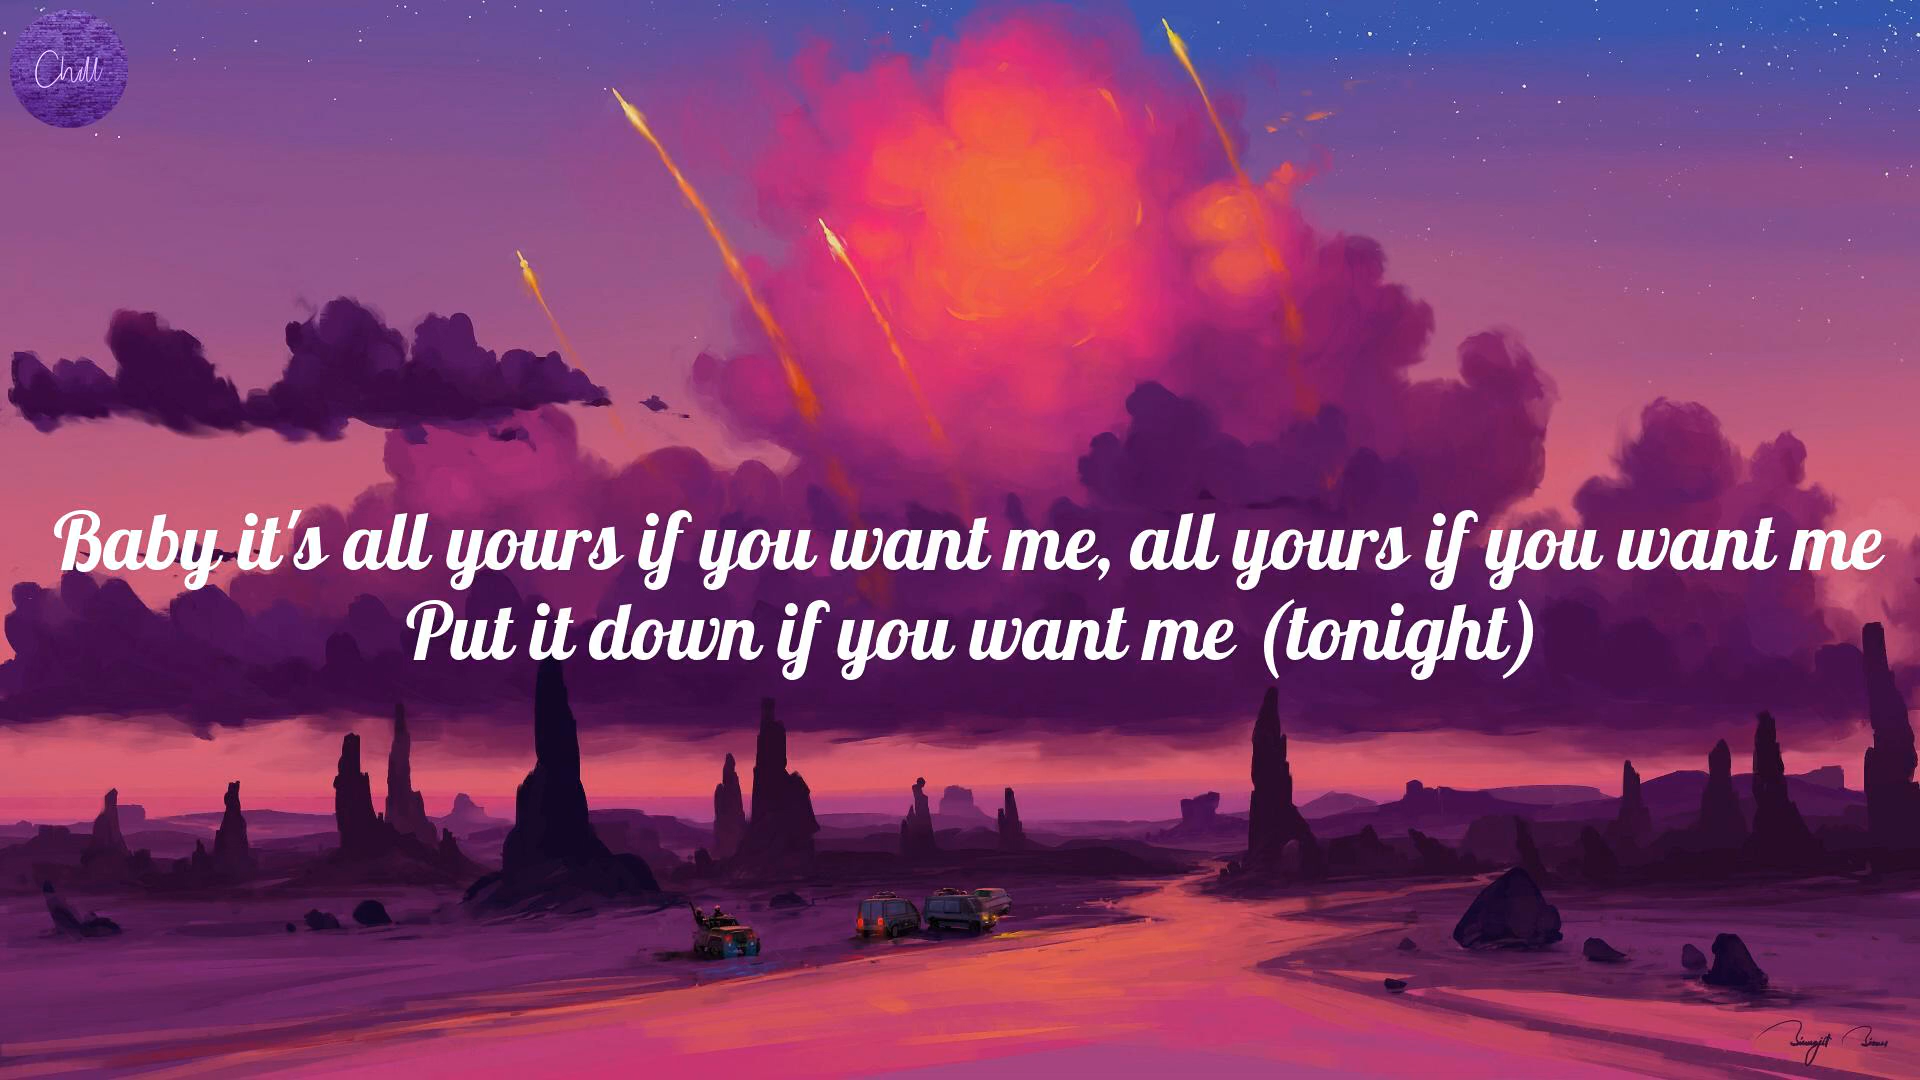 Chill
Baby it's all yours if you want me, all yours if you want me
Put it down if you want me (tonight)